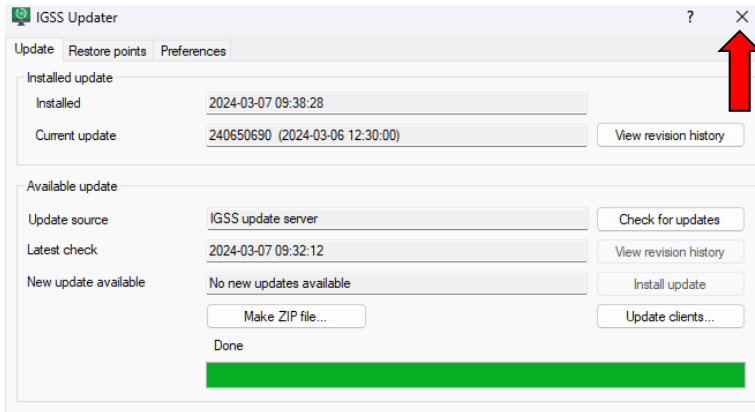 IGSS Updater ?
Update Restore points Preferences
Installed update
Installed 2024-03-07 09:38:28
Current update 240650690 (2024-03-06 12:30:00) View revision history
Available update
Update source IGSS update server Check for updates
Latest check 2024-03-07 09:32:12 View revision history
New update available No new updates available Install update
Make ZIP file... Update clients...
Done